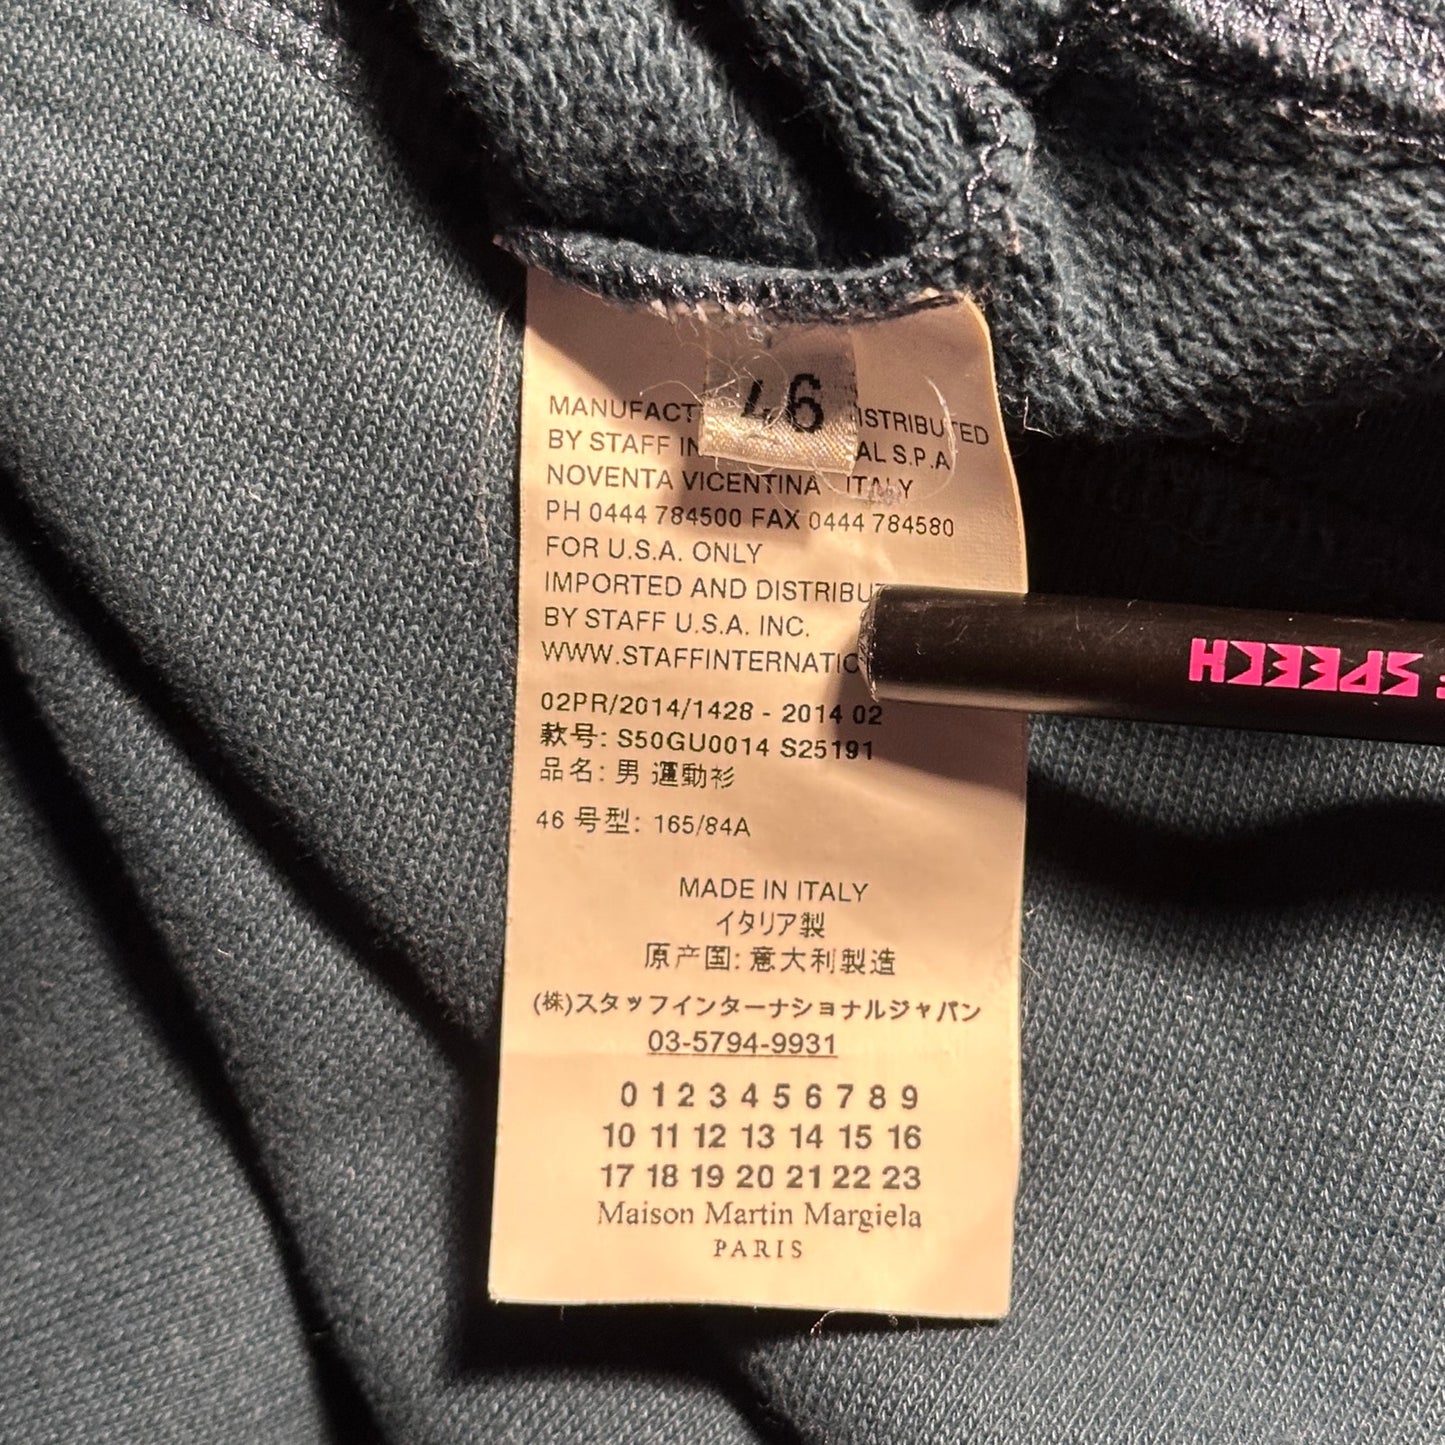 46
MANUFACT ISTRIBUTED
BY STAFF IN AL S.P.A
NOVENTA VICENTINA ITALY
PH 0444 784500 FAX 0444 784580
FOR U.S.A. ONLY
IMPORTED AND DISTRIBUT
BY STAFF U.S.A. INC.
WWW.STAFFINTERNATIO
SPEECH
02PR/2014/1428 - 2014 02
款号: S50GU0014 S25191
品名: 男 運動衫
46 号型: 165/84A
MADE IN ITALY
イタリア製
原产国: 意大利製造
(株)スタッフインターナショナルジャパン
03-5794-9931
0 1 2 3 4 5 6 7 8 9
10 11 12 13 14 15 16
17 18 19 20 21 22 23
Maison Martin Margiela
PARIS